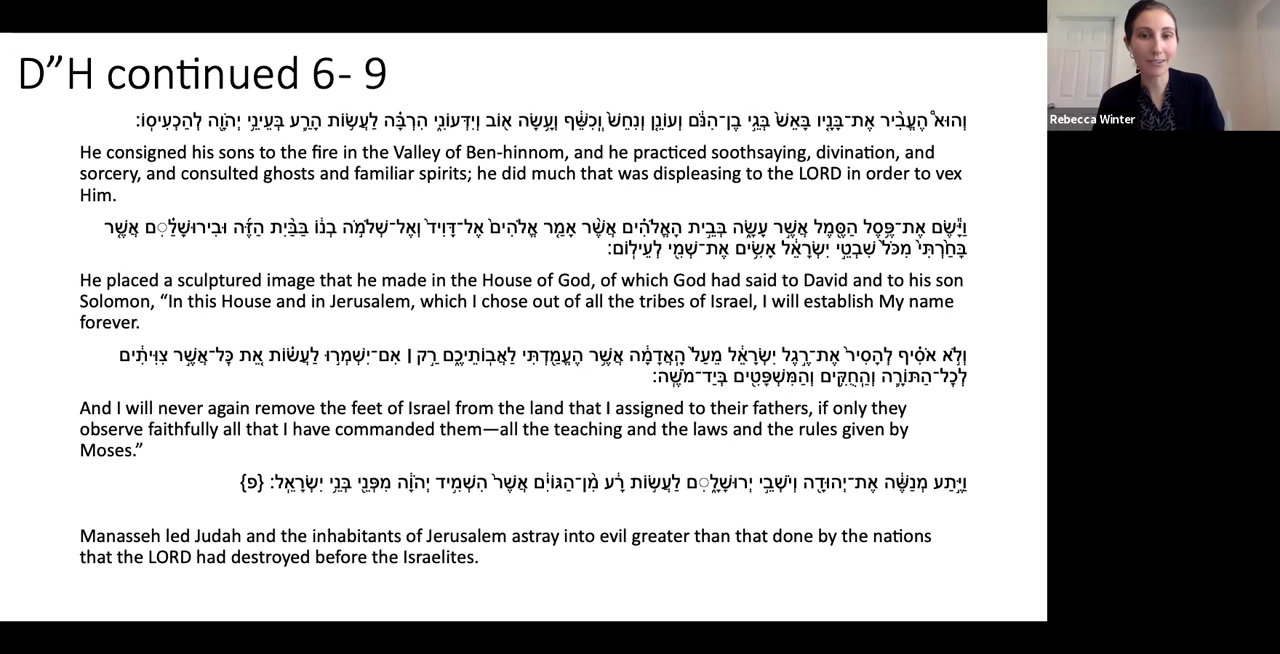 D”H continued 6- 9
וְהוּא֩ הֶעֱבִ֨יר אֶת־בָּנָ֤יו בָּאֵשׁ֙ בְּגֵ֣י בֶן־הִנֹּ֔ם וְעוֹנֵ֤ן וְנִחֵשׁ֙ וְֽכִשֵּׁ֔ף וְעָ֥שָׂה א֖וֹב וְיִדְּעוֹנִ֑י הִרְבָּ֗ה לַעֲשׂ֥וֹת הָרַ֛ע בְּעֵינֵ֥י יְהֹוָ֖ה לְהַכְעִיסֽוֹ׃
He consigned his sons to the fire in the Valley of Ben-hinnom, and he practiced soothsaying, divination, and
sorcery, and consulted ghosts and familiar spirits; he did much that was displeasing to the LORD in order to vex
Him.
וַיָּ֕שֶׂם אֶת־פֶּ֥סֶל הַסֶּ֖מֶל אֲשֶׁ֣ר עָשָׂ֑ה בְּבֵ֣ית הָאֱלֹהִ֗ים אֲשֶׁ֨ר אָמַ֤ר אֱלֹהִים֙ אֶל־דָּוִיד֙ וְאֶל־שְׁלֹמֹ֣ה בְנ֔וֹ בַּבַּ֨יִת הַזֶּ֜ה וּבִירוּשָׁלַ֗͏ִם אֲשֶׁ֤ר
בָּחַ֙רְתִּי֙ מִכֹּל֙ שִׁבְטֵ֣י יִשְׂרָאֵ֔ל אָשִׂ֥ים אֶת־שְׁמִ֖י לְעֵילֽוֹם׃
He placed a sculptured image that he made in the House of God, of which God had said to David and to his son
Solomon, “In this House and in Jerusalem, which I chose out of all the tribes of Israel, I will establish My name
forever.
וְלֹ֣א אֹסִ֗יף לְהָסִיר֙ אֶת־רֶ֣גֶל יִשְׂרָאֵ֔ל מֵעַל֙ הָֽאֲדָמָ֔ה אֲשֶׁ֥ר הֶעֱמַ֖דְתִּי לַאֲבֹתֵיכֶ֑ם רַ֣ק ׀ אִם־יִשְׁמְר֣וּ לַעֲשׂ֗וֹת אֵ֚ת כׇּל־אֲשֶׁ֣ר צִוִּיתִ֔ים
לְכׇל־הַתּוֹרָ֛ה וְהַֽחֻקִּ֥ים וְהַמִּשְׁפָּטִ֖ים בְּיַד־מֹשֶֽׁה׃
And I will never again remove the feet of Israel from the land that I assigned to their fathers, if only they
observe faithfully all that I have commanded them—all the teaching and the laws and the rules given by
Moses.”
וַיֶּ֣תַע מְנַשֶּׁ֔ה אֶת־יְהוּדָ֖ה וְיֹשְׁבֵ֣י יְרוּשָׁלָ֑͏ִם לַעֲשׂ֣וֹת רָ֔ע מִ֨ן־הַגּוֹיִ֔ם אֲשֶׁר֙ הִשְׁמִ֣יד יְהֹוָ֔ה מִפְּנֵ֖י בְּנֵ֥י יִשְׂרָאֵֽל׃ {פ}
Manasseh led Judah and the inhabitants of Jerusalem astray into evil greater than that done by the nations
that the LORD had destroyed before the Israelites.
Rebecca Winter